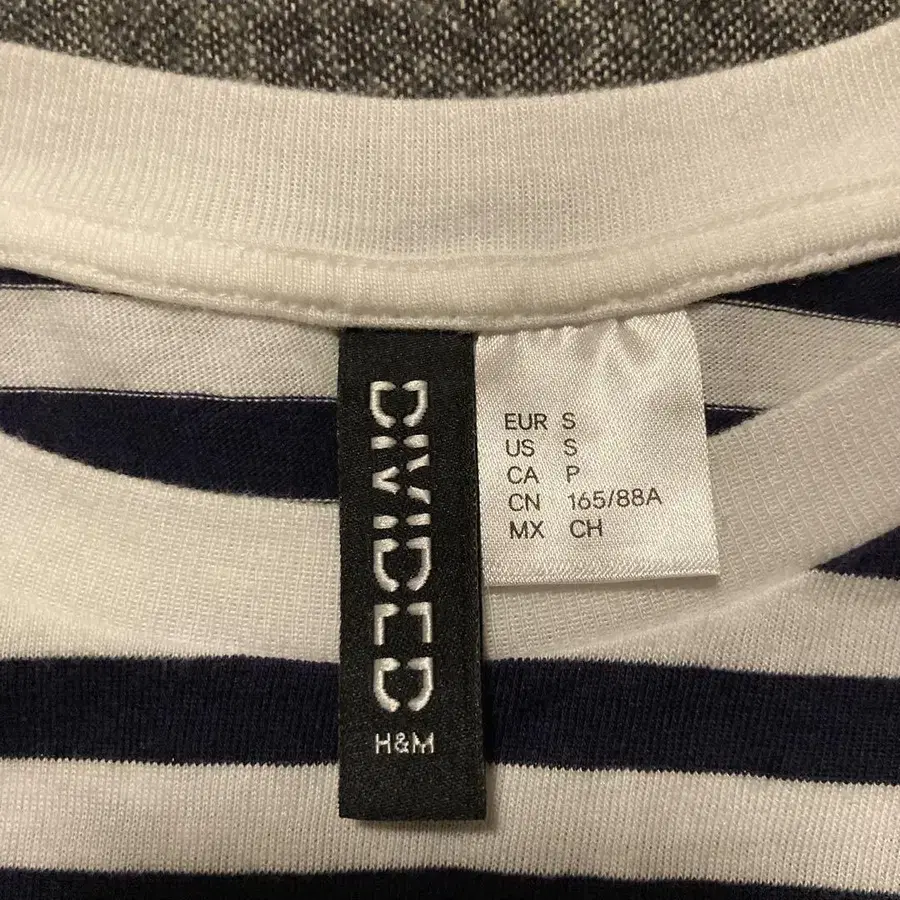 DIVIDED
H&M
EUR S
US S
CA P
CN 165/88A
MX CH